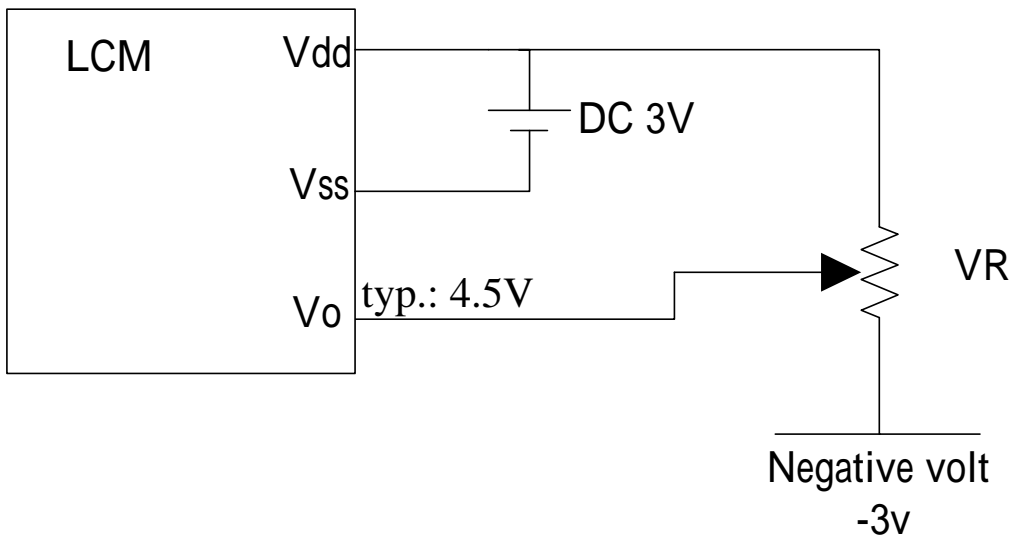 LCM
Vdd
DC 3V
Vss
VR
typ.: 4.5V
Vo
Negative volt
-3v